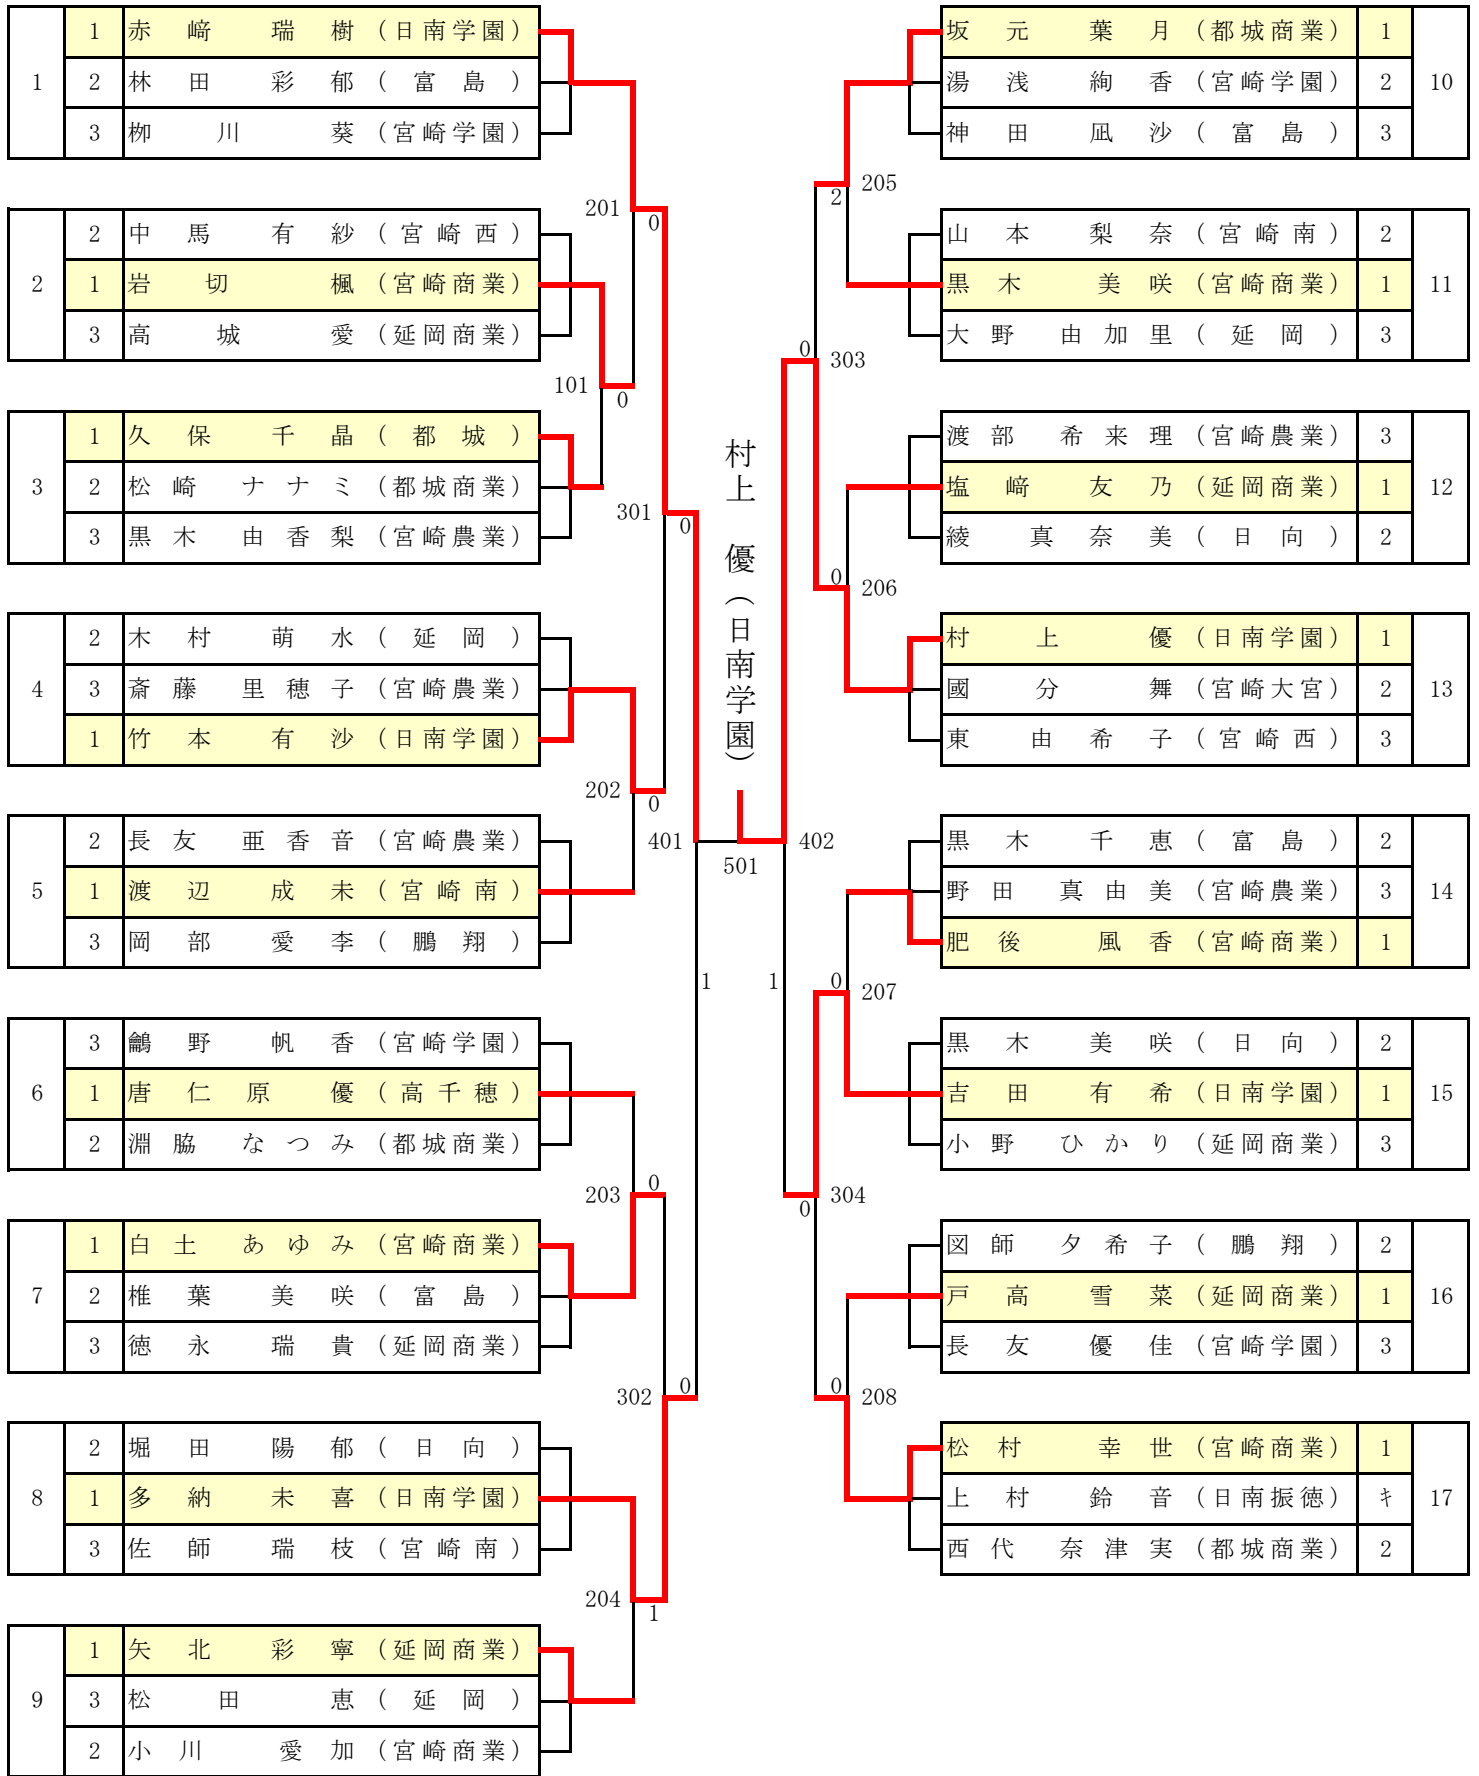 1
1 赤﨑 瑞樹 (日南学園)
2 林田 彩郁 (富島)
3 栁川 葵 (宮崎学園)
2
2 中馬 有紗 (宮崎西)
1 岩切 楓 (宮崎商業)
3 高城 愛 (延岡商業)
3
1 久保 千晶 (都城)
2 松崎 ナナミ (都城商業)
3 黒木 由香梨 (宮崎農業)
4
2 木村 萌水 (延岡)
3 斎藤 里穂子 (宮崎農業)
1 竹本 有沙 (日南学園)
5
2 長友 亜香音 (宮崎農業)
1 渡辺 成未 (宮崎南)
3 岡部 愛李 (鵬翔)
6
3 鸙野 帆香 (宮崎学園)
1 唐仁原 優 (高千穂)
2 淵脇 なつみ (都城商業)
7
1 白土 あゆみ (宮崎商業)
2 椎葉 美咲 (富島)
3 徳永 瑞貴 (延岡商業)
8
2 堀田 陽郁 (日向)
1 多納 未喜 (日南学園)
3 佐師 瑞枝 (宮崎南)
9
1 矢北 彩寧 (延岡商業)
3 松田 恵 (延岡)
2 小川 愛加 (宮崎商業)
201
0
101
0
301
0
202
0
401
1
203
0
302
0
204
1
村上 優(日南学園)
501
205
2
303
0
206
0
402
1
207
0
304
0
208
0
坂元 葉月 (都城商業) 1
湯浅 絢香 (宮崎学園) 2
神田 凪沙 (富島) 3
10
山本 梨奈 (宮崎南) 2
黒木 美咲 (宮崎商業) 1
大野 由加里 (延岡) 3
11
渡部 希来理 (宮崎農業) 3
塩﨑 友乃 (延岡商業) 1
綾 真奈美 (日向) 2
12
村上 優 (日南学園) 1
國分 舞 (宮崎大宮) 2
東 由希子 (宮崎西) 3
13
黒木 千恵 (富島) 2
野田 真由美 (宮崎農業) 3
肥後 風香 (宮崎商業) 1
14
黒木 美咲 (日向) 2
吉田 有希 (日南学園) 1
小野 ひかり (延岡商業) 3
15
図師 夕希子 (鵬翔) 2
戸高 雪菜 (延岡商業) 1
長友 優佳 (宮崎学園) 3
16
松村 幸世 (宮崎商業) 1
上村 鈴音 (日南振徳) キ
西代 奈津実 (都城商業) 2
17